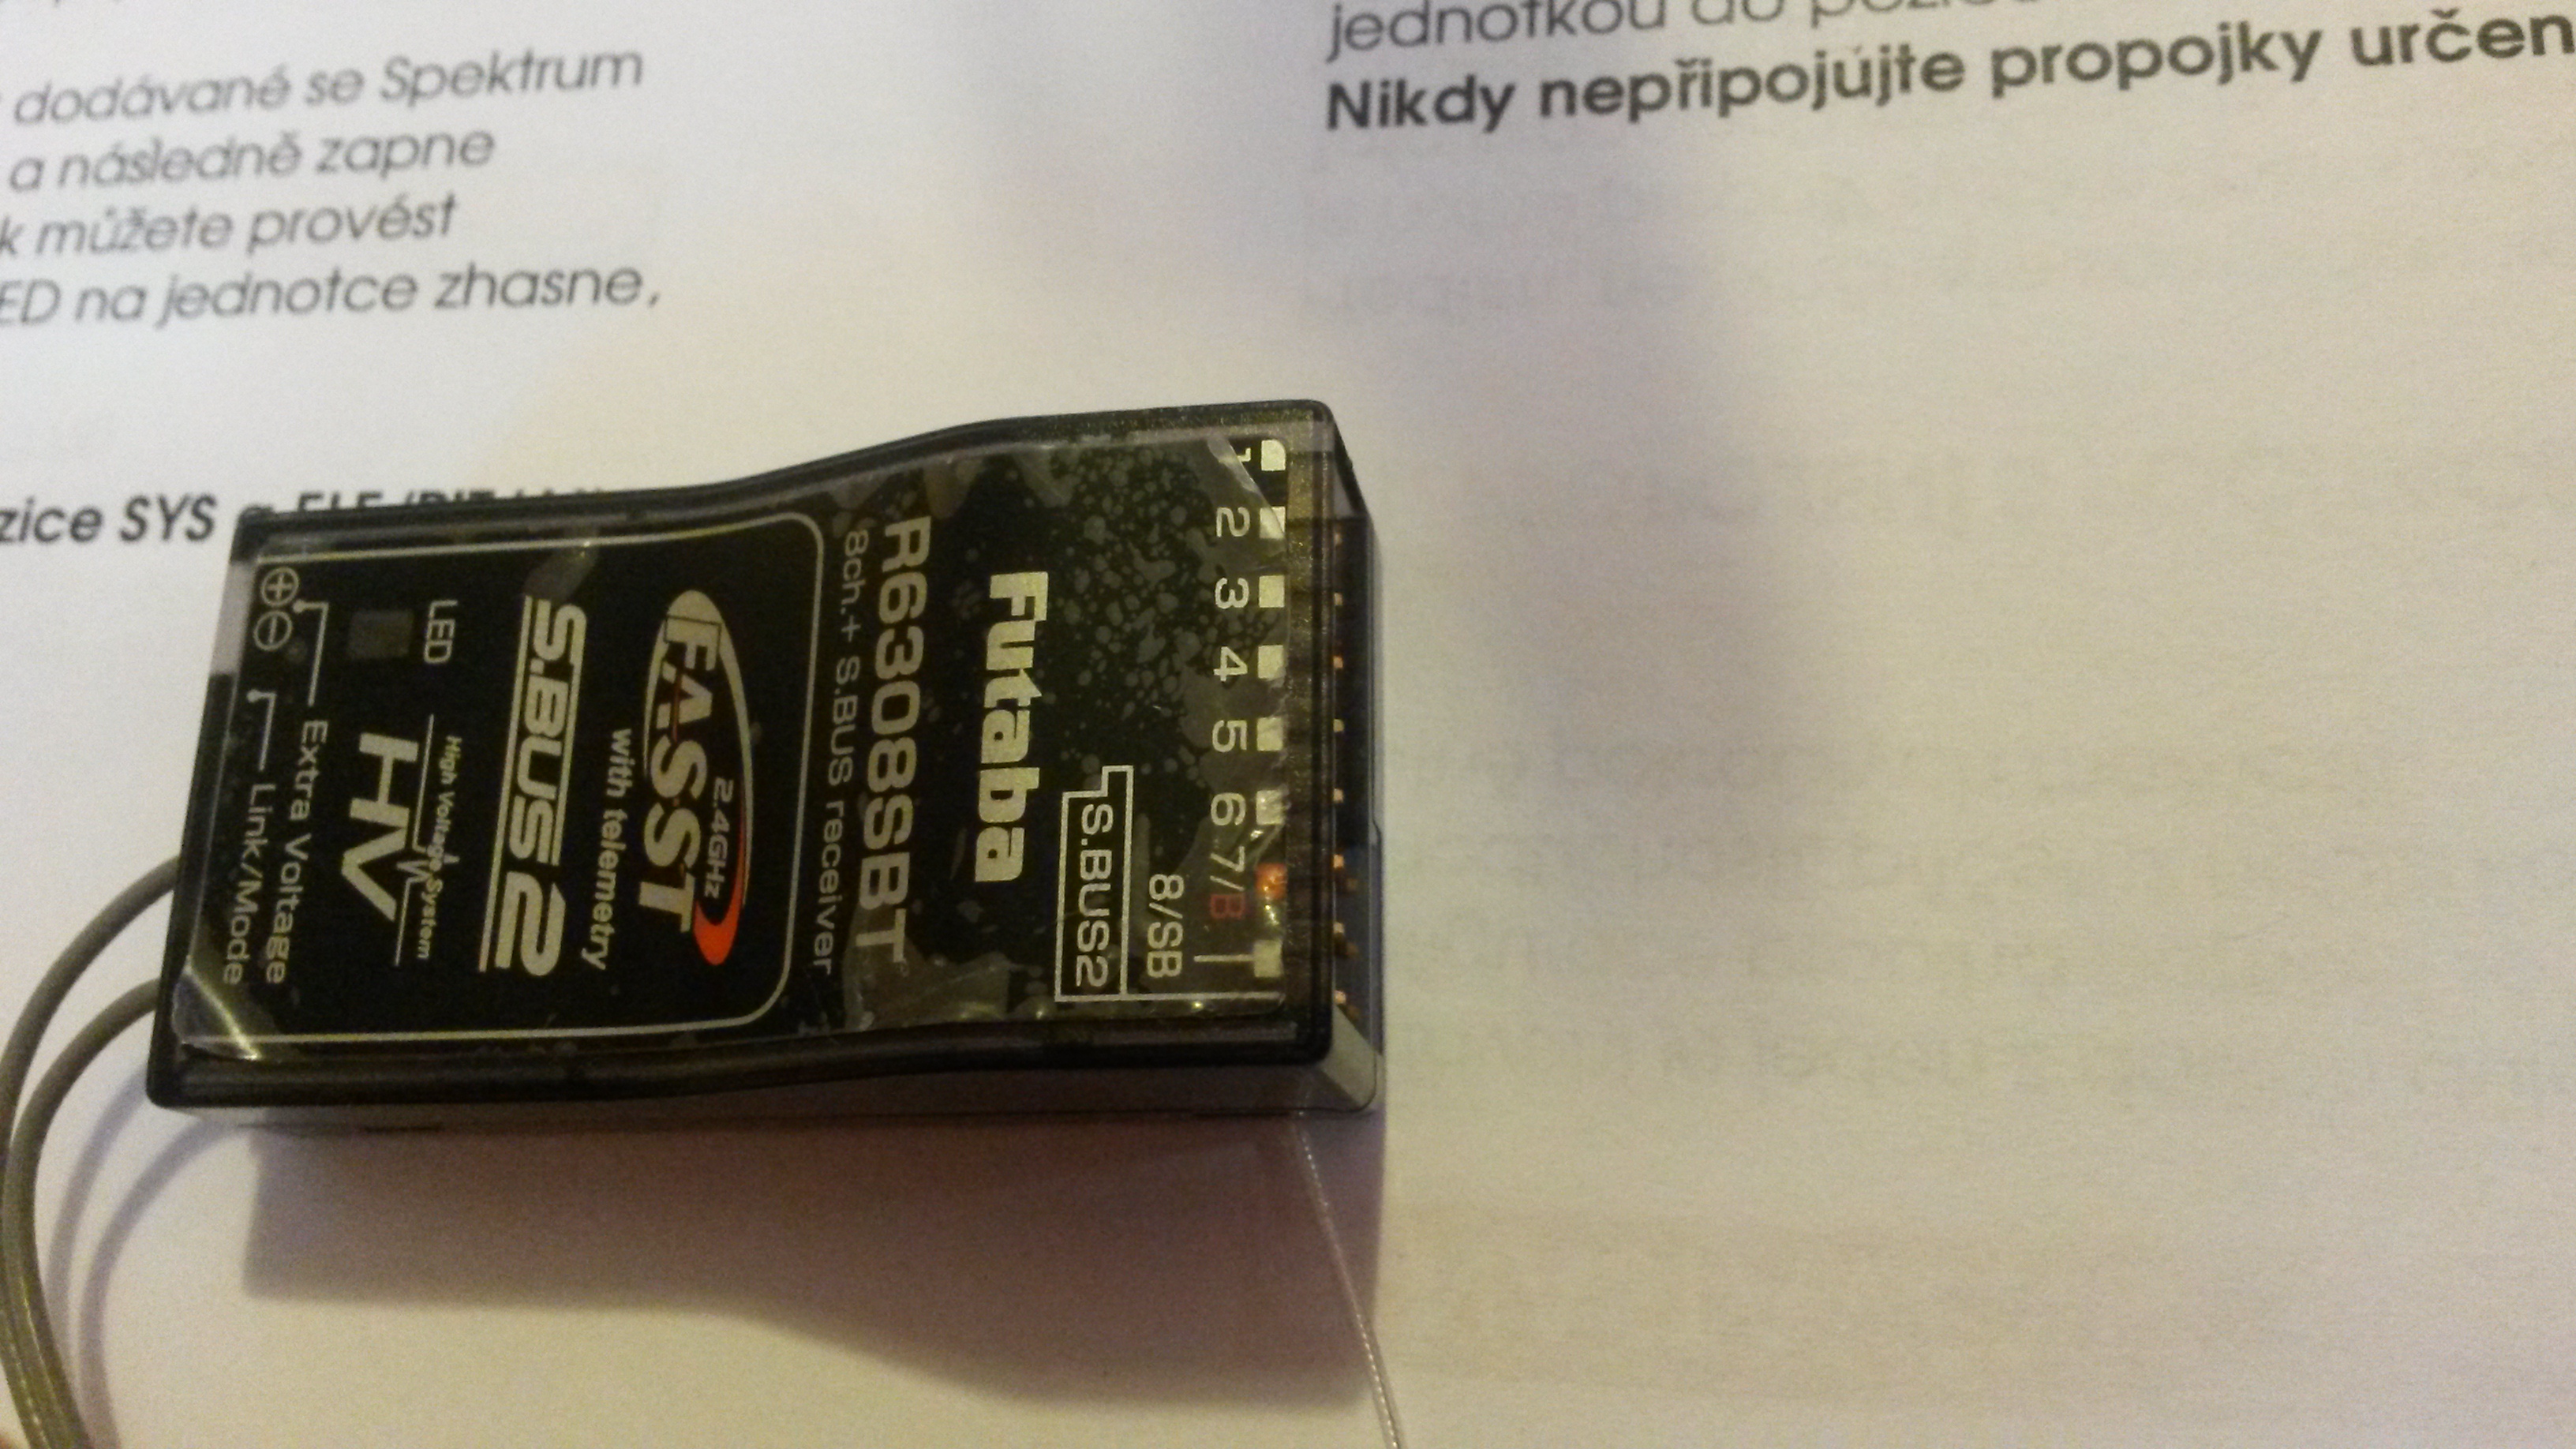 dodávané se Spektrum
a následně zapne
k můžete provést
ED na jednotce zhasne,
zice SYS
jednotkou do
Nikdy nepřipojujte propojky určen
1 2 3 4 5 6 7/B
8/SB
S.BUS2
Futaba
R6308SBT
8ch.+ S.BUS receiver
2.4GHz
FASST
with telemetry
S.BUS2
LED
High Voltage System
HV
Extra Voltage
Link/Mode